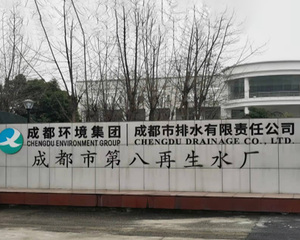 成都环境集团 成都市排水有限责任公司
CHENGDU ENVIRONMENT GROUP CHENGDU DRAINAGE CO., LTD.
成都市第八再生水厂